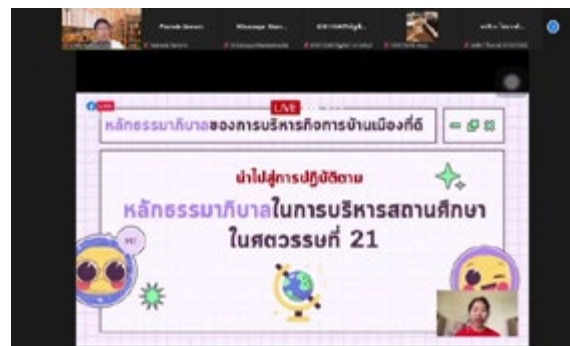 LIVE
LIVE
หลักธรรมาภิบาลของการบริหารกิจการบ้านเมืองที่ดี
นำไปสู่การปฏิบัติตาม
หลักธรรมาภิบาลในการบริหารสถานศึกษา
ในศตวรรษที่ 21
HI!